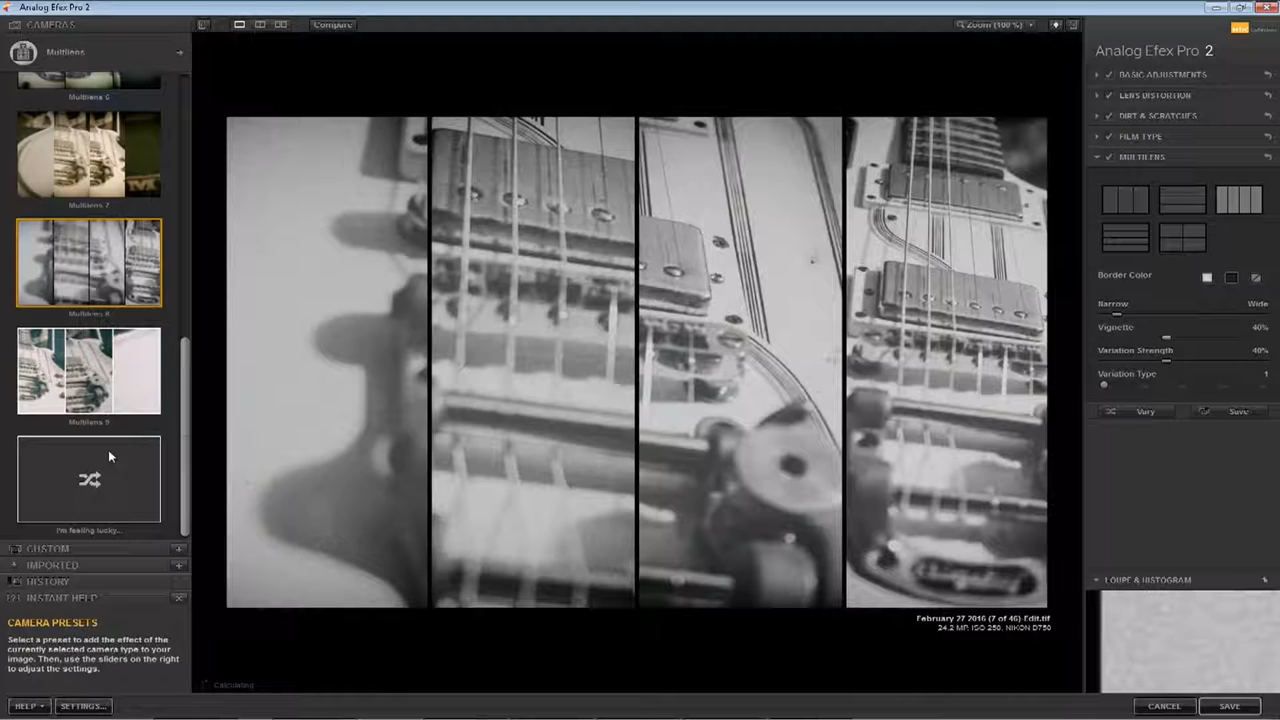 Analog Efex Pro 2
CAMERAS
Compare
Zoom (100 %)
Multilens
Analog Efex Pro 2
BASIC ADJUSTMENTS
LENS DISTORTION
DIRT & SCRATCHES
FILM TYPE
MULTILENS
Multilens 6
Multilens 7
Multilens 8
Multilens 9
I'm feeling lucky...
Border Color
Narrow Wide
Vignette 40%
Variation Strength 40%
Variation Type 1
Vary Save
CUSTOM
IMPORTED
HISTORY
INSTANT HELP
LOUPE & HISTOGRAM
CAMERA PRESETS
Select a preset to add the effect of the
currently selected camera type to your
image. Then, use the sliders on the right
to adjust the settings.
February 27 2016 (7 of 46)-Edit.tif
24.2 MP, ISO 250, NIKON D750
Calculating
HELP
SETTINGS...
CANCEL
SAVE